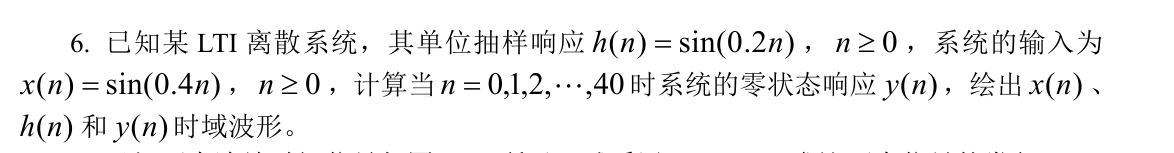 6. 已知某 LTI 离散系统，其单位抽样响应 h(n) = sin(0.2n) ， n ≥ 0 ，系统的输入为
x(n) = sin(0.4n) ， n ≥ 0 ，计算当 n = 0,1,2,⋯,40 时系统的零状态响应 y(n) ，绘出 x(n) 、
h(n) 和 y(n) 时域波形。